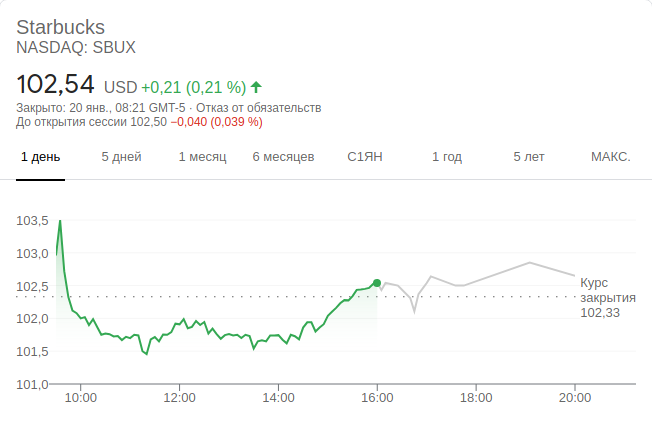 Starbucks
NASDAQ: SBUX
102,54 USD +0,21 (0,21 %)
Закрыто: 20 янв., 08:21 GMT-5 · Отказ от обязательств
До открытия сессии 102,50 −0,040 (0,039 %)
1 день 5 дней 1 месяц 6 месяцев С1ЯН 1 год 5 лет МАКС.
103,5
103,0
102,5
102,0
101,5
101,0
Курс
закрытия
102,33
10:00 12:00 14:00 16:00 18:00 20:00